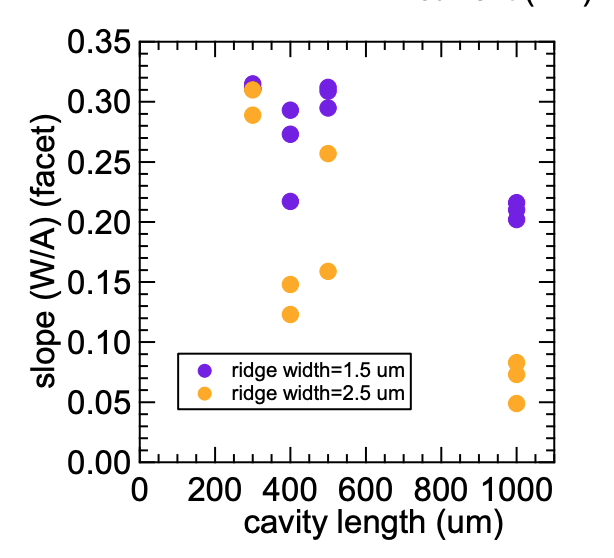 0.35
0.30
0.25
0.20
0.15
0.10
0.05
0.00
slope (W/A) (facet)
ridge width=1.5 um
ridge width=2.5 um
0 200 400 600 800 1000
cavity length (um)